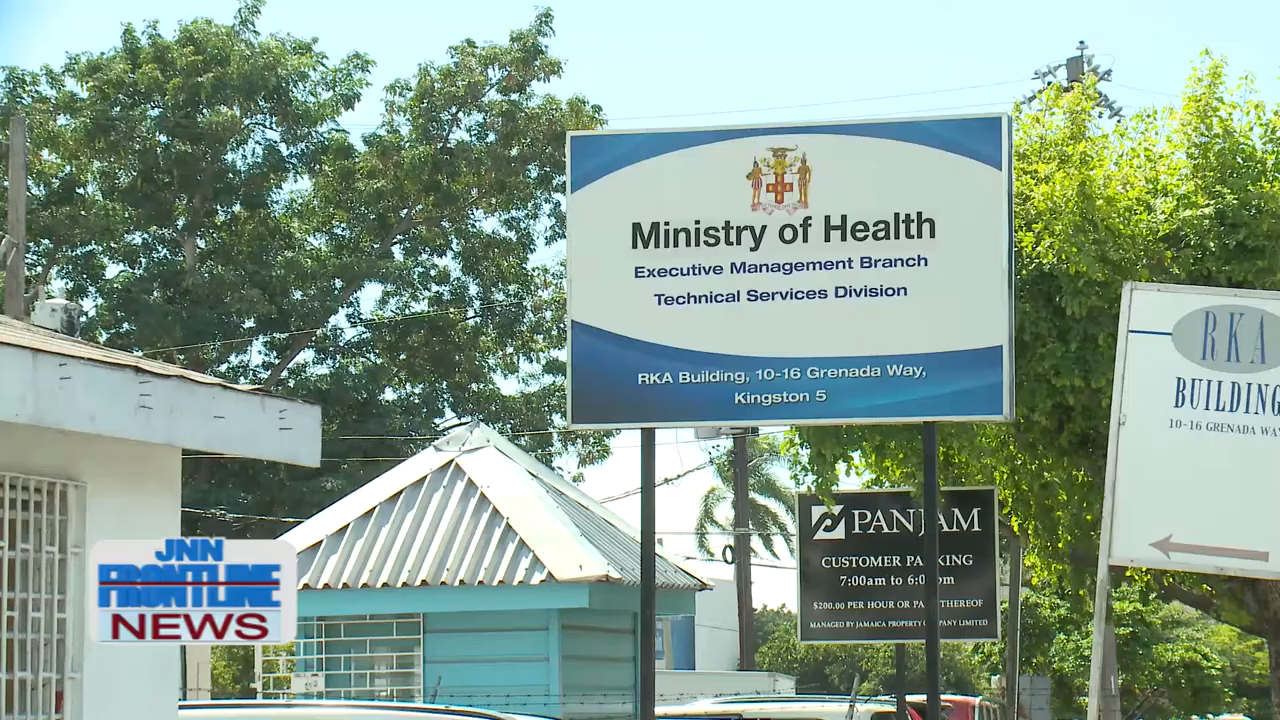 Ministry of Health
Executive Management Branch
Technical Services Division
RKA Building, 10-16 Grenada Way,
Kingston 5
RKA
BUILDING
10-16 GRENADA WAY
PANJAM
CUSTOMER PARKING
7:00am to 6:00pm
$200.00 PER HOUR OR PART THEREOF
MANAGED BY JAMAICA PROPERTY COMPANY LIMITED
JNN
FRONTLINE
NEWS